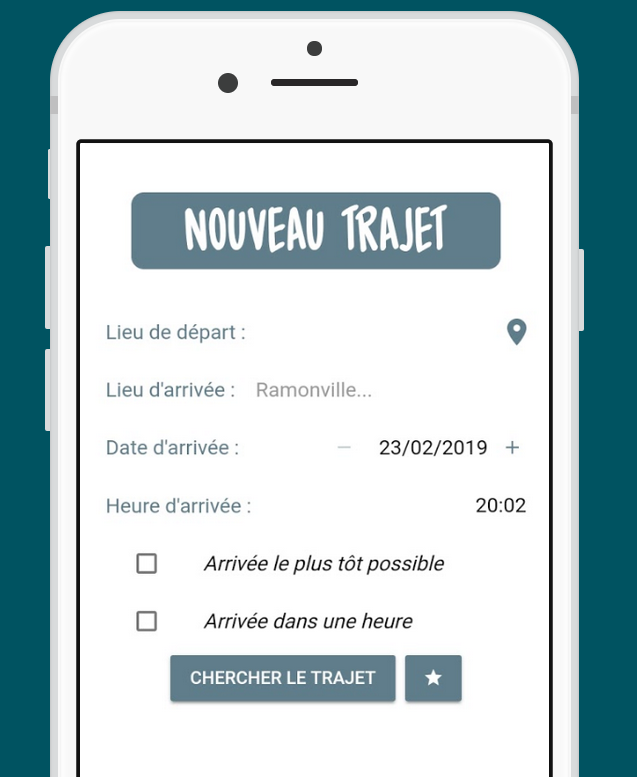 NOUVEAU TRAJET
Lieu de départ :
Lieu d'arrivée : Ramonville...
Date d'arrivée : − 23/02/2019 +
Heure d'arrivée : 20:02
Arrivée le plus tôt possible
Arrivée dans une heure
CHERCHER LE TRAJET